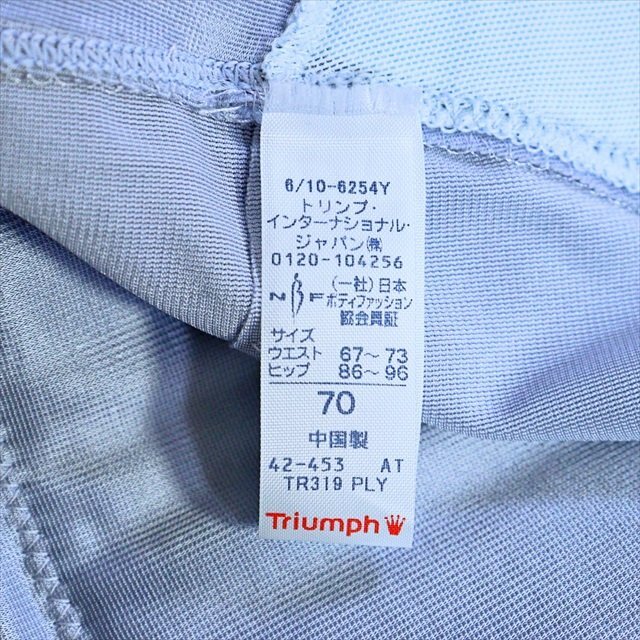 6/10-6254Y
トリンプ・
インターナショナル・
ジャパン㈱
0120-104256
NBF (一社)日本
ボディファッション
協会員証
サイズ
ウエスト 67～73
ヒップ 86～96
70
中国製
42-453 AT
TR319 PLY
Triumph